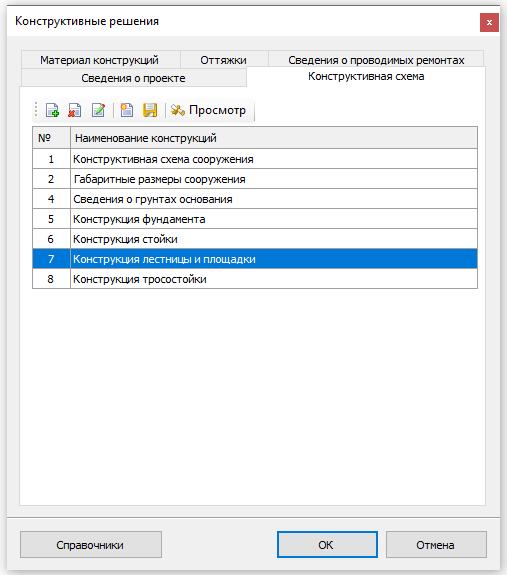 Конструктивные решения
x
Материал конструкций Оттяжки Сведения о проводимых ремонтах
Сведения о проекте Конструктивная схема
Просмотр
№ Наименование конструкций
1 Конструктивная схема сооружения
2 Габаритные размеры сооружения
4 Сведения о грунтах основания
5 Конструкция фундамента
6 Конструкция стойки
7 Конструкция лестницы и площадки
8 Конструкция тросостойки
Справочники ОК Отмена